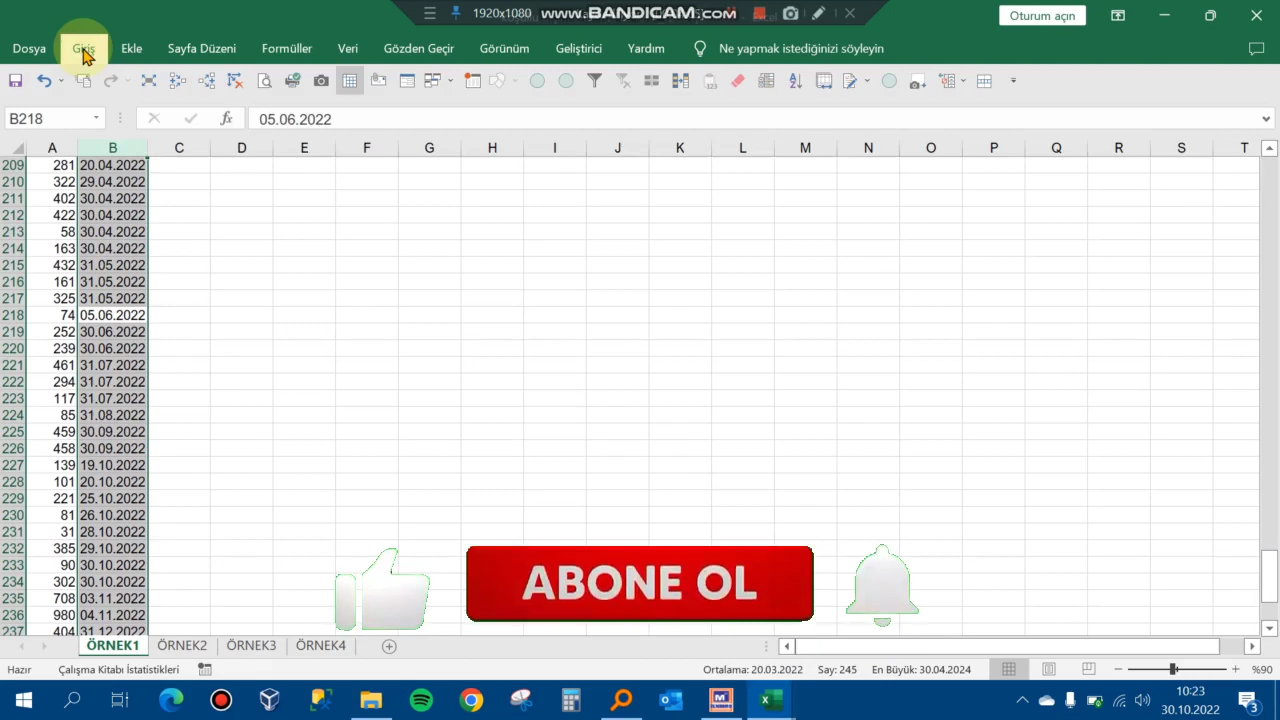 1920x1080 www.BANDICAM.com
Oturum açın
Dosya Giriş Ekle Sayfa Düzeni Formüller Veri Gözden Geçir Görünüm Geliştirici Yardım Ne yapmak istediğinizi söyleyin
B218 fx 05.06.2022
A B C D E F G H I J K L M N O P Q R S T
209 281 20.04.2022
210 322 29.04.2022
211 402 30.04.2022
212 422 30.04.2022
213 58 30.04.2022
214 163 30.04.2022
215 432 31.05.2022
216 161 31.05.2022
217 325 31.05.2022
218 74 05.06.2022
219 252 30.06.2022
220 239 30.06.2022
221 461 31.07.2022
222 294 31.07.2022
223 117 31.07.2022
224 85 31.08.2022
225 459 30.09.2022
226 458 30.09.2022
227 139 19.10.2022
228 101 20.10.2022
229 221 25.10.2022
230 81 26.10.2022
231 31 28.10.2022
232 385 29.10.2022
233 90 30.10.2022
234 302 30.10.2022
235 708 03.11.2022
236 980 04.11.2022
237 404 31.12.2022
ABONE OL
ÖRNEK1 ÖRNEK2 ÖRNEK3 ÖRNEK4
Hazır Çalışma Kitabı İstatistikleri Ortalama: 20.03.2022 Say: 245 En Büyük: 30.04.2024 %90
10:23
30.10.2022
3